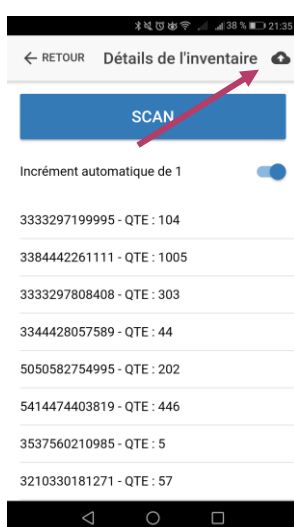 38 % 21:35
RETOUR Détails de l'inventaire
SCAN
Incrément automatique de 1
3333297199995 - QTE : 104
3384442261111 - QTE : 1005
3333297808408 - QTE : 303
3344428057589 - QTE : 44
5050582754995 - QTE : 202
5414474403819 - QTE : 446
3537560210985 - QTE : 5
3210330181271 - QTE : 57